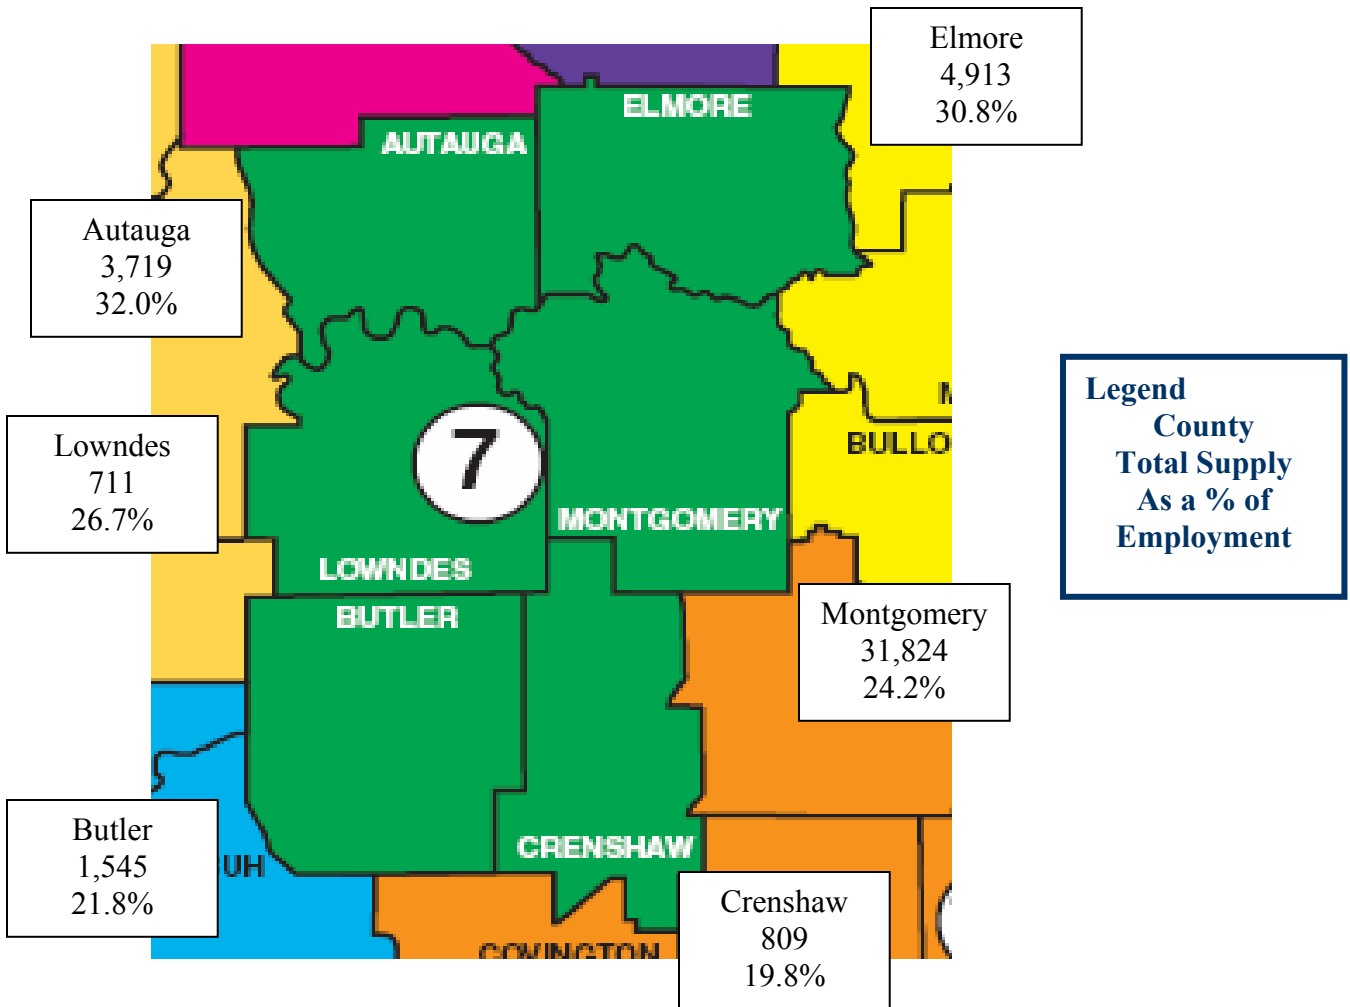 Elmore
4,913
30.8%
ELMORE
AUTAUGA
Autauga
3,719
32.0%
Legend
County
Total Supply
As a % of
Employment
Lowndes
711
26.7%
7
BULLO
MONTGOMERY
LOWNDES
BUTLER
Montgomery
31,824
24.2%
Butler
1,545
21.8%
UH
CRENSHAW
Crenshaw
809
19.8%
COVINGTON